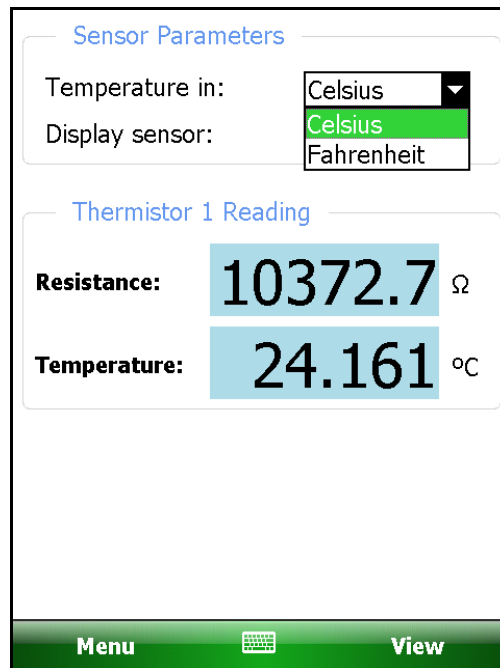 Sensor Parameters
Temperature in: Celsius
Celsius
Display sensor:
Fahrenheit
Thermistor 1 Reading
Resistance: 10372.7 Ω
Temperature: 24.161 ºC
Menu View